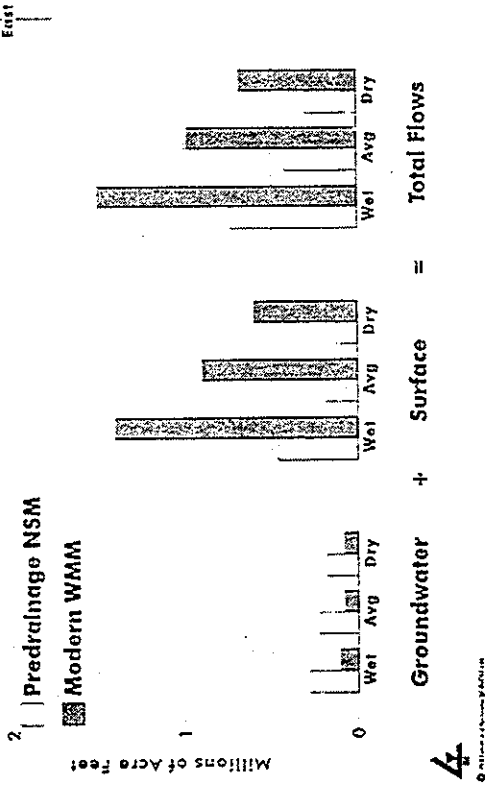 East
2
Predrainage NSM
Modern WMM
Millions of Acre Feet
1
0
Wet Avg Dry
Wet Avg Dry
Wet Avg Dry
Groundwater + Surface = Total Flows